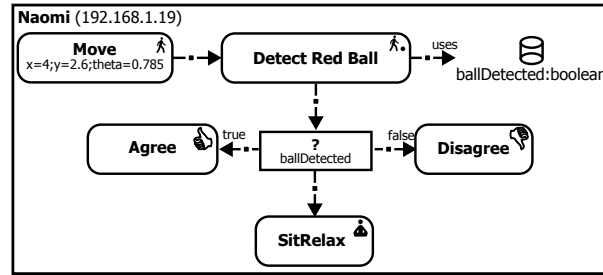 Naomi (192.168.1.19)
Move
x=4;y=2.6;theta=0.785
Detect Red Ball
uses
ballDetected:boolean
Agree
true
?
ballDetected
false
Disagree
SitRelax